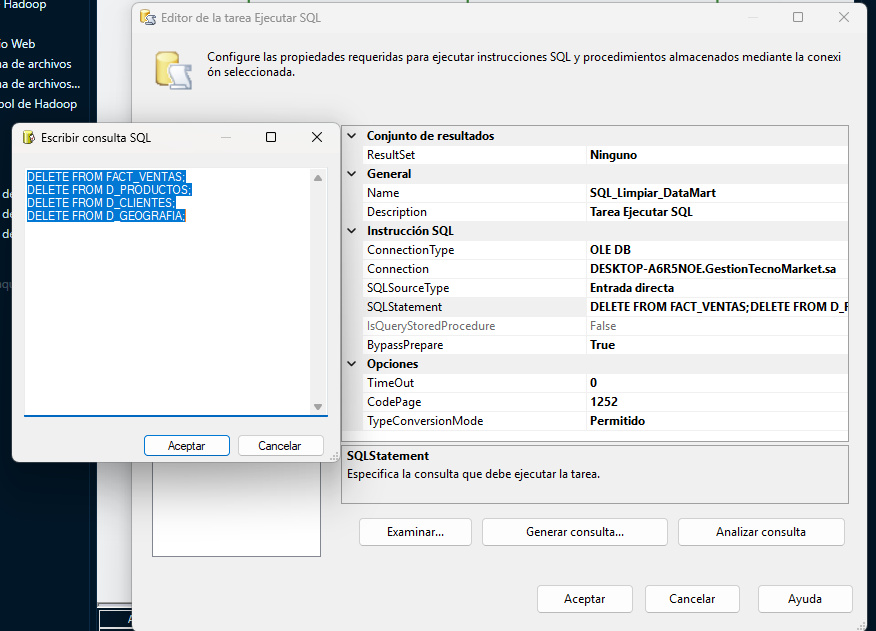 Hadoop
Editor de la tarea Ejecutar SQL
Web
de archivos
de archivos...
de Hadoop
Configure las propiedades requeridas para ejecutar instrucciones SQL y procedimientos almacenados mediante la conexi
ón seleccionada.
Escribir consulta SQL
DELETE FROM FACT_VENTAS;
DELETE FROM D_PRODUCTOS;
DELETE FROM D_CLIENTES;
DELETE FROM D_GEOGRAFIA;
Aceptar
Cancelar
Conjunto de resultados
ResultSet Ninguno
General
Name SQL_Limpiar_DataMart
Description Tarea Ejecutar SQL
Instrucción SQL
ConnectionType OLE DB
Connection DESKTOP-A6R5NOE.GestionTecnoMarket.sa
SQLSourceType Entrada directa
SQLStatement DELETE FROM FACT_VENTAS;DELETE FROM D_
IsQueryStoredProcedure False
BypassPrepare True
Opciones
TimeOut 0
CodePage 1252
TypeConversionMode Permitido
SQLStatement
Especifica la consulta que debe ejecutar la tarea.
Examinar...
Generar consulta...
Analizar consulta
Aceptar
Cancelar
Ayuda